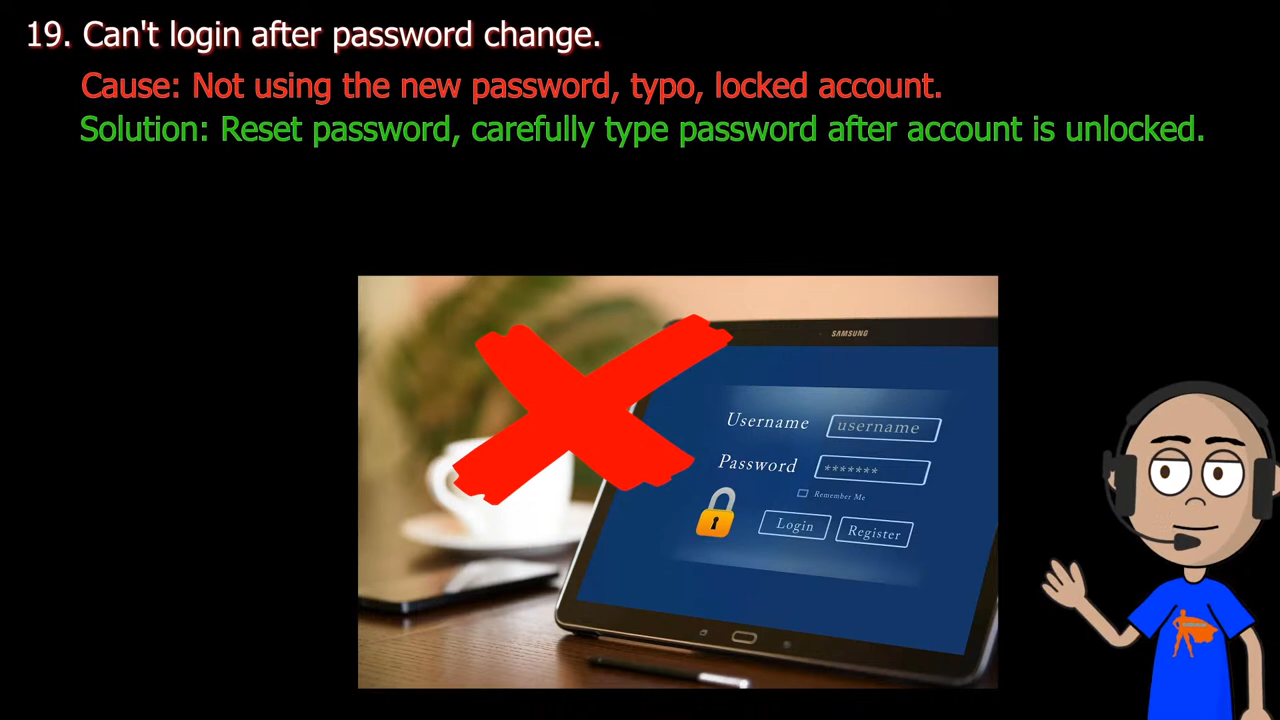 19. Can't login after password change.
Cause: Not using the new password, typo, locked account.
Solution: Reset password, carefully type password after account is unlocked.
SAMSUNG
Username username
Password *******
Remember Me
Login Register